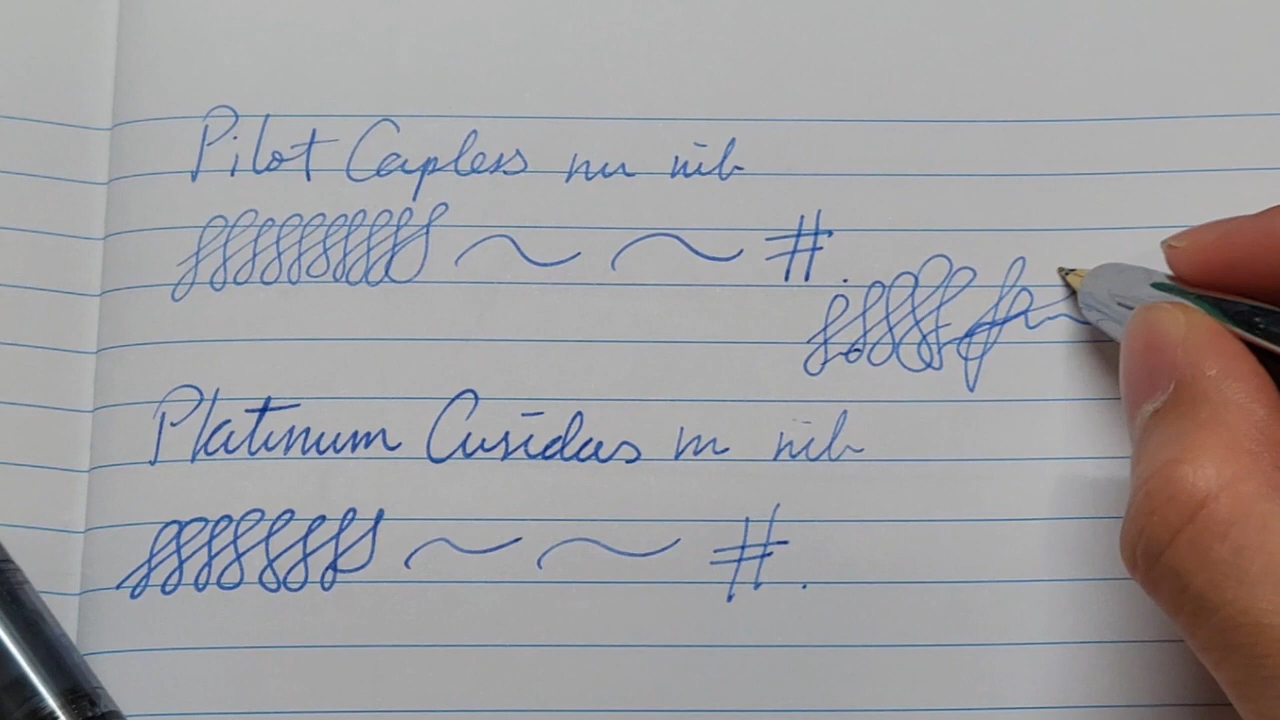 Pilot Capless nib
~ ~ #.
Platinum Curidas m nib
~ ~ #.